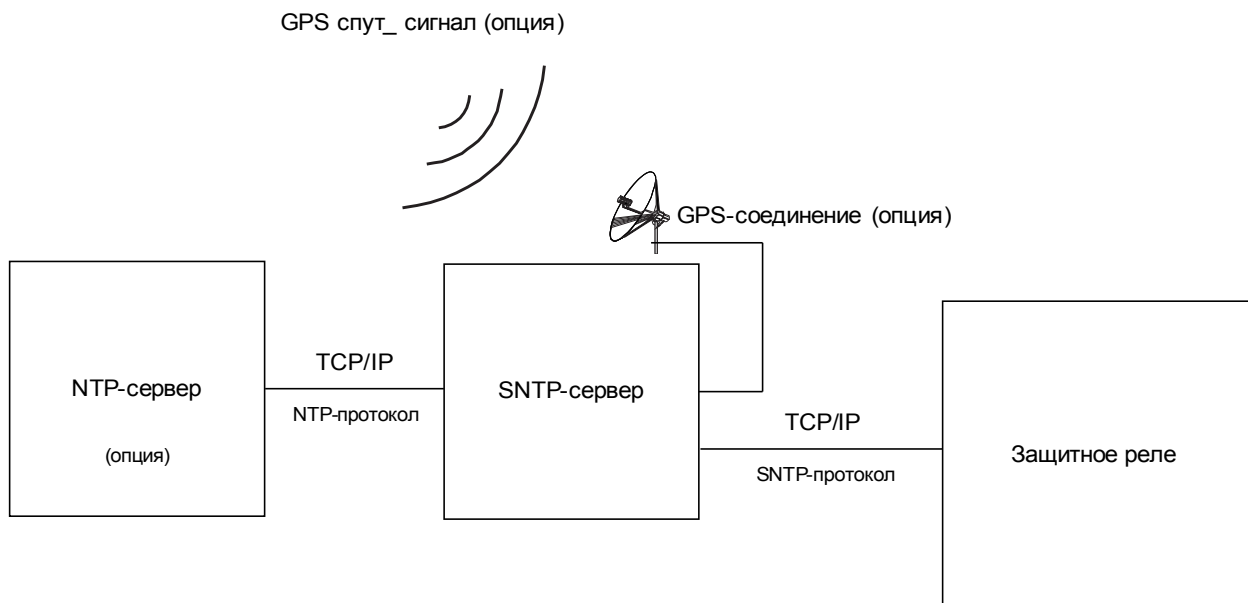 GPS спут_ сигнал (опция)
GPS-соединение (опция)
NTP-сервер
(опция)
TCP/IP
NTP-протокол
SNTP-сервер
TCP/IP
SNTP-протокол
Защитное реле